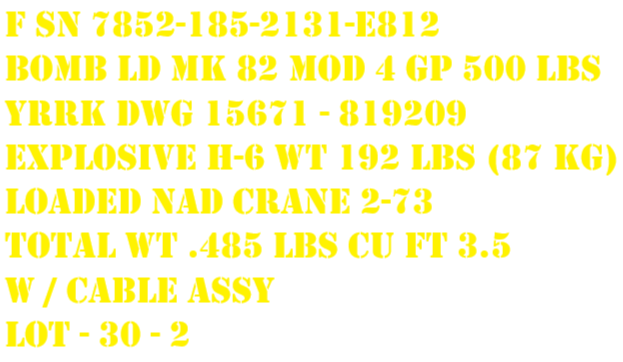 F SN 7852-185-2131-E812
BOMB LD MK 82 MOD 4 GP 500 LBS
YRRK DWG 15671 - 819209
EXPLOSIVE H-6 WT 192 LBS (87 KG)
LOADED NAD CRANE 2-73
TOTAL WT .485 LBS CU FT 3.5
W / CABLE ASSY
LOT - 30 - 2